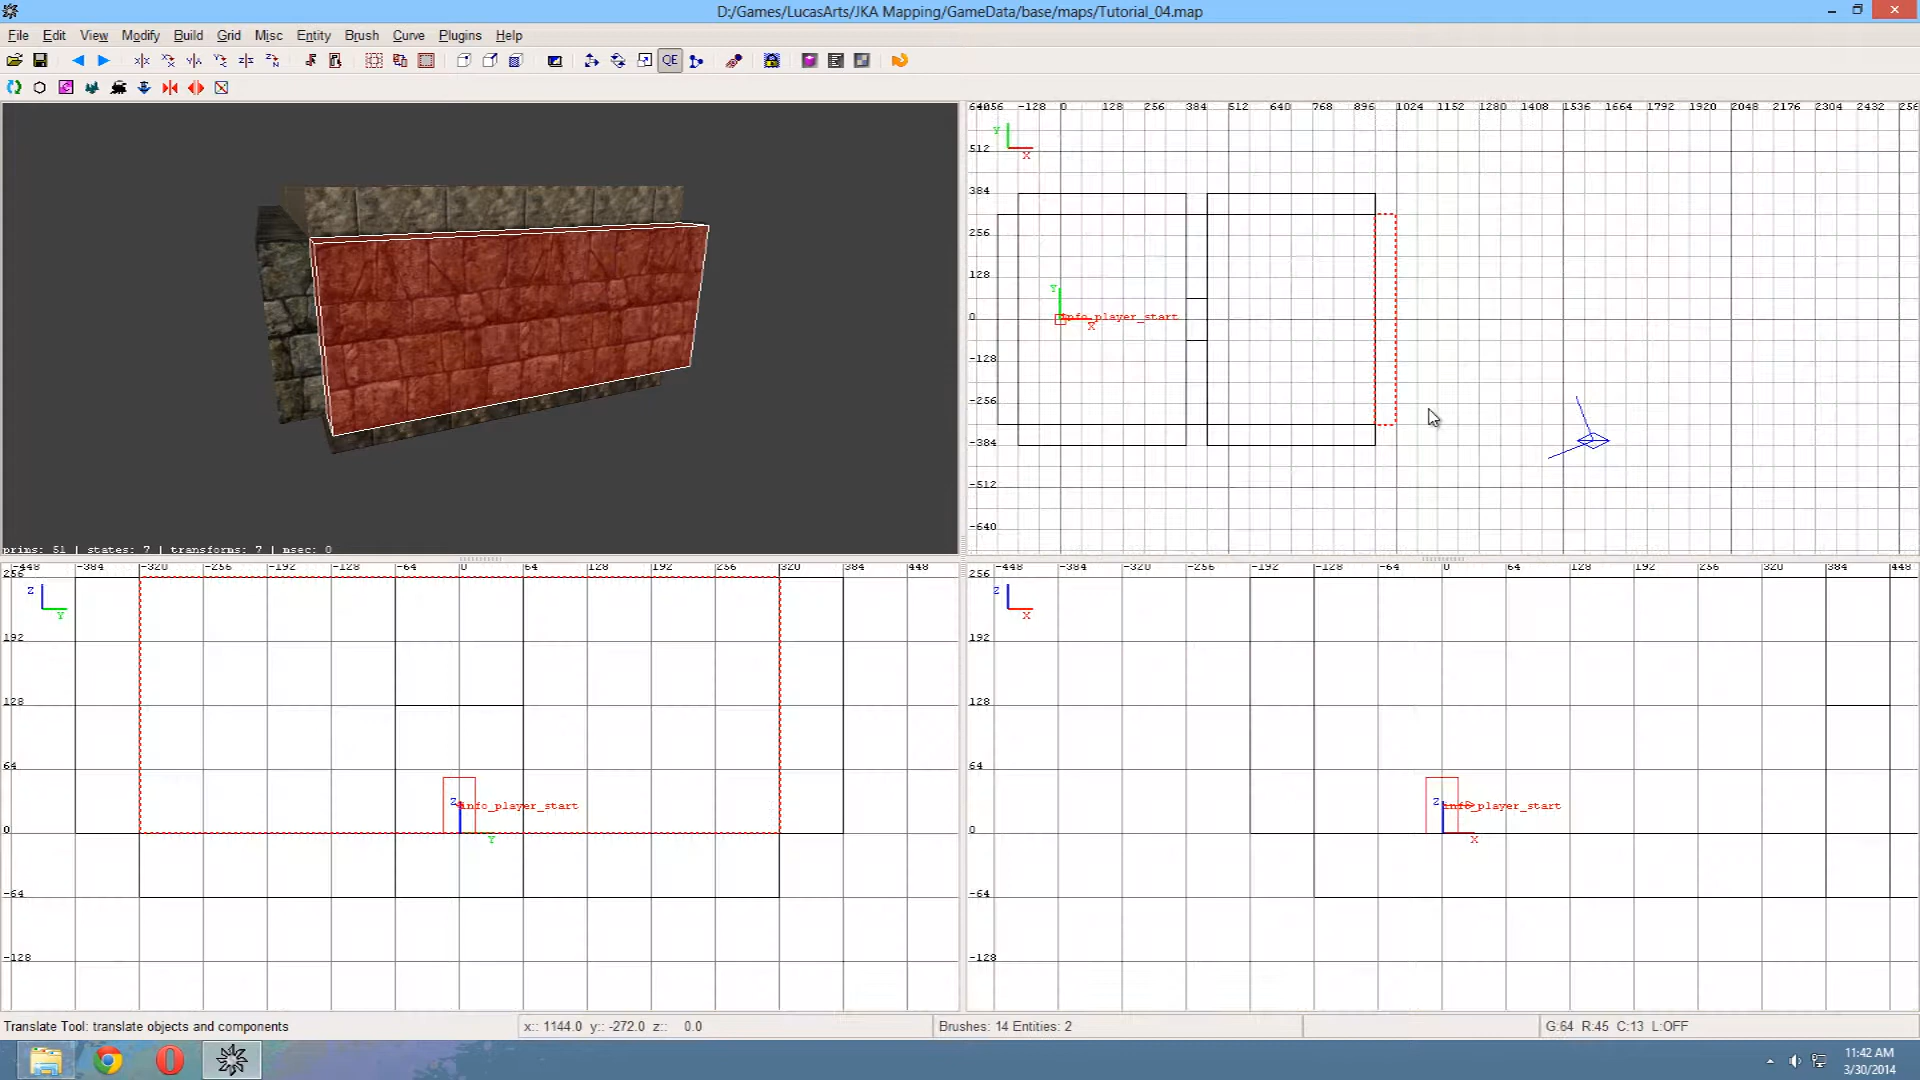 D:/Games/LucasArts/JKA Mapping/GameData/base/maps/Tutorial_04.map
File Edit View Modify Build Grid Misc Entity Brush Curve Plugins Help
QE
-128 0 128 256 384 512 640 768 896 1024 1152 1280 1408 1536 1664 1792 1920 2048 2176 2304 2432
Y
X
512
384
256
128
0
-128
-256
-384
-512
-640
Y
info_player_start
X
prims: 51 | states: 7 | transforms: 7 | msec: 0
-448 -384 -320 -256 -192 -128 -64 0 64 128 192 256 320 384 448
256
Z
Y
192
128
64
0
-64
-128
Z
info_player_start
Y
-448 -384 -320 -256 -192 -128 -64 0 64 128 192 256 320 384 448
256
Z
X
192
128
64
0
-64
-128
Z
info_player_start
X
Translate Tool: translate objects and components
x:: 1144.0 y:: -272.0 z:: 0.0
Brushes: 14 Entities: 2
G:64 R:45 C:13 L:OFF
11:42 AM
3/30/2014